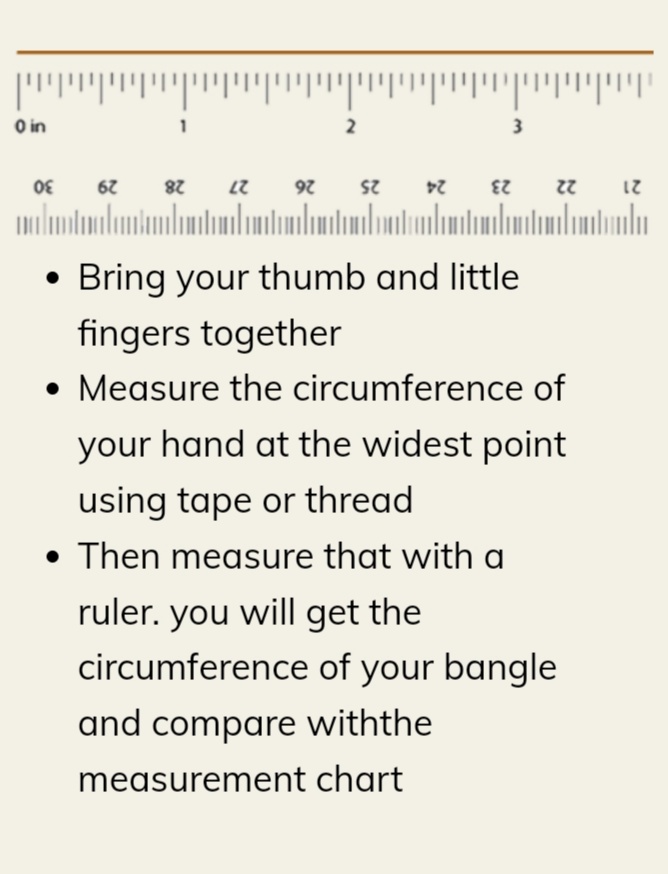 0 in 1 2 3
30 29 28 27 26 25 24 23 22 21
• Bring your thumb and little
fingers together
• Measure the circumference of
your hand at the widest point
using tape or thread
• Then measure that with a
ruler. you will get the
circumference of your bangle
and compare withthe
measurement chart